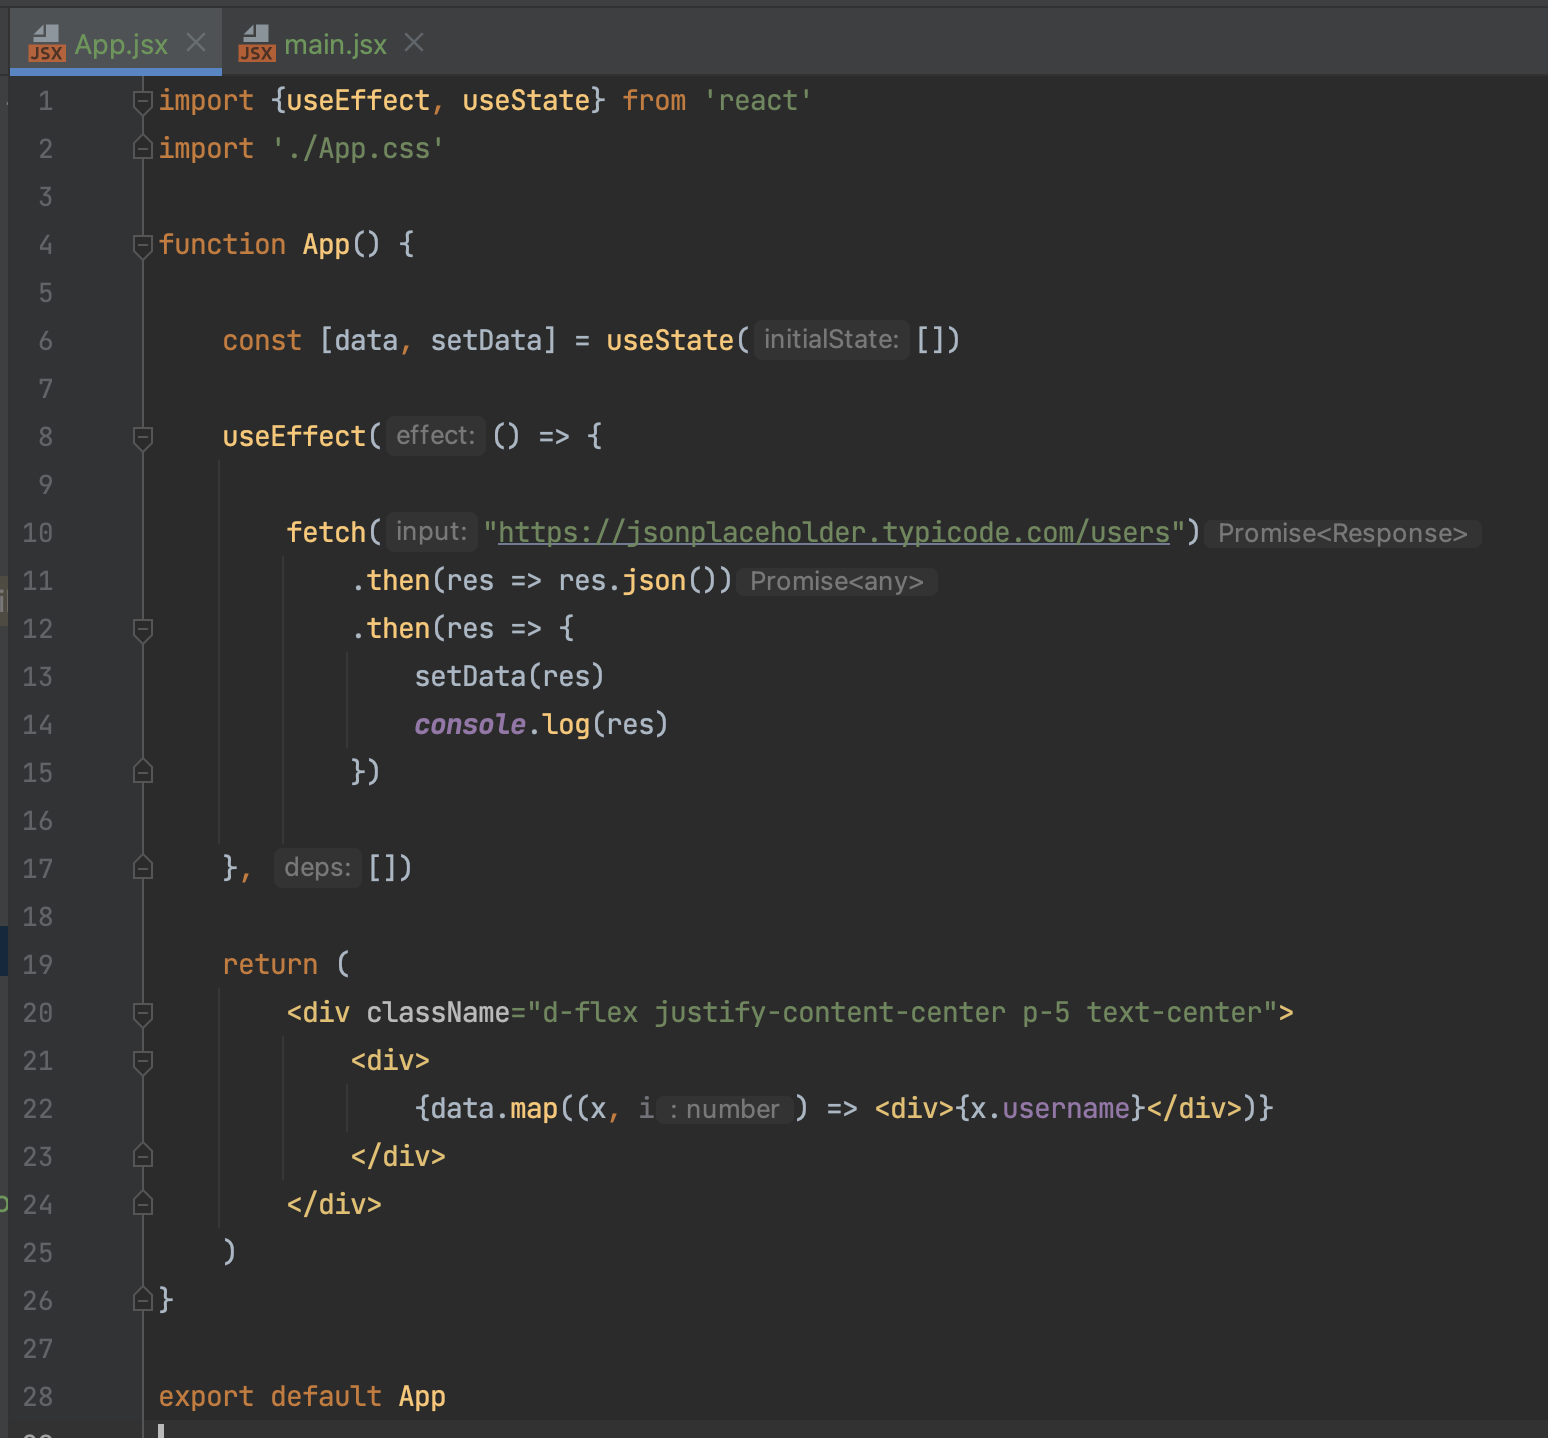 JSX App.jsx JSX main.jsx
1 import {useEffect, useState} from 'react'
2 import './App.css'
3
4 function App() {
5
6 const [data, setData] = useState( initialState: [])
7
8 useEffect( effect: () => {
9
10 fetch( input: "https://jsonplaceholder.typicode.com/users") Promise<Response>
11 .then(res => res.json()) Promise<any>
12 .then(res => {
13 setData(res)
14 console.log(res)
15 })
16
17 }, deps: [])
18
19 return (
20 <div className="d-flex justify-content-center p-5 text-center">
21 <div>
22 {data.map((x, i : number ) => <div>{x.username}</div>)}
23 </div>
24 </div>
25 )
26 }
27
28 export default App